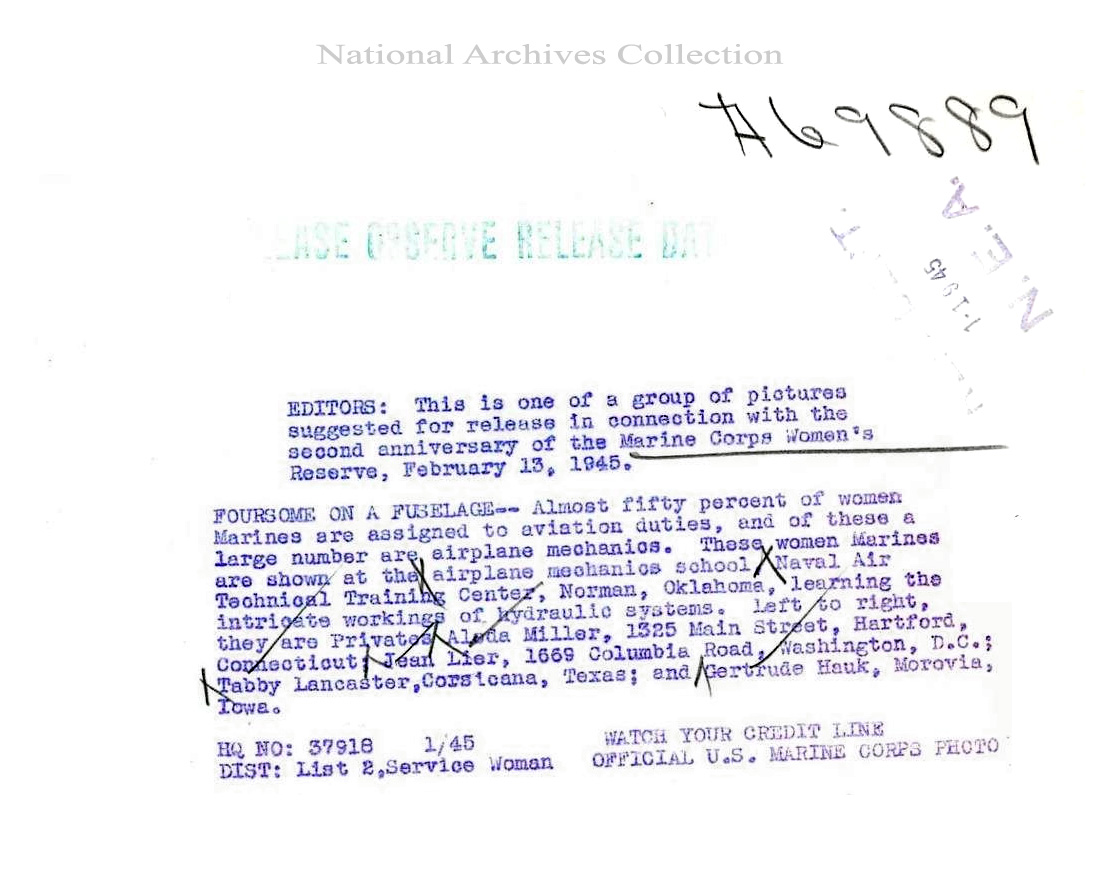 National Archives Collection
A69889
EASE OBSERVE RELEASE DAT
N.E.A.
1945
EDITORS: This is one of a group of pictures
suggested for release in connection with the
second anniversary of the Marine Corps Women's
Reserve, February 13, 1945.
FOURSOME ON A FUSELAGE-- Almost fifty percent of women
Marines are assigned to aviation duties, and of these a
large number are airplane mechanics. These women Marines
are shown at the airplane mechanics school, Naval Air
Technical Training Center, Norman, Oklahoma, learning the
intricate workings of hydraulic systems. Left to right,
they are Privates Aleda Miller, 1325 Main Street, Hartford,
Connecticut; Jean Lier, 1669 Columbia Road, Washington, D.C.;
Tabby Lancaster,Corsicana, Texas; and Gertrude Hauk, Morovia,
Iowa.
HQ NO: 37918 1/45 WATCH YOUR CREDIT LINE
DIST: List 2,Service Woman OFFICIAL U.S. MARINE CORPS PHOTO